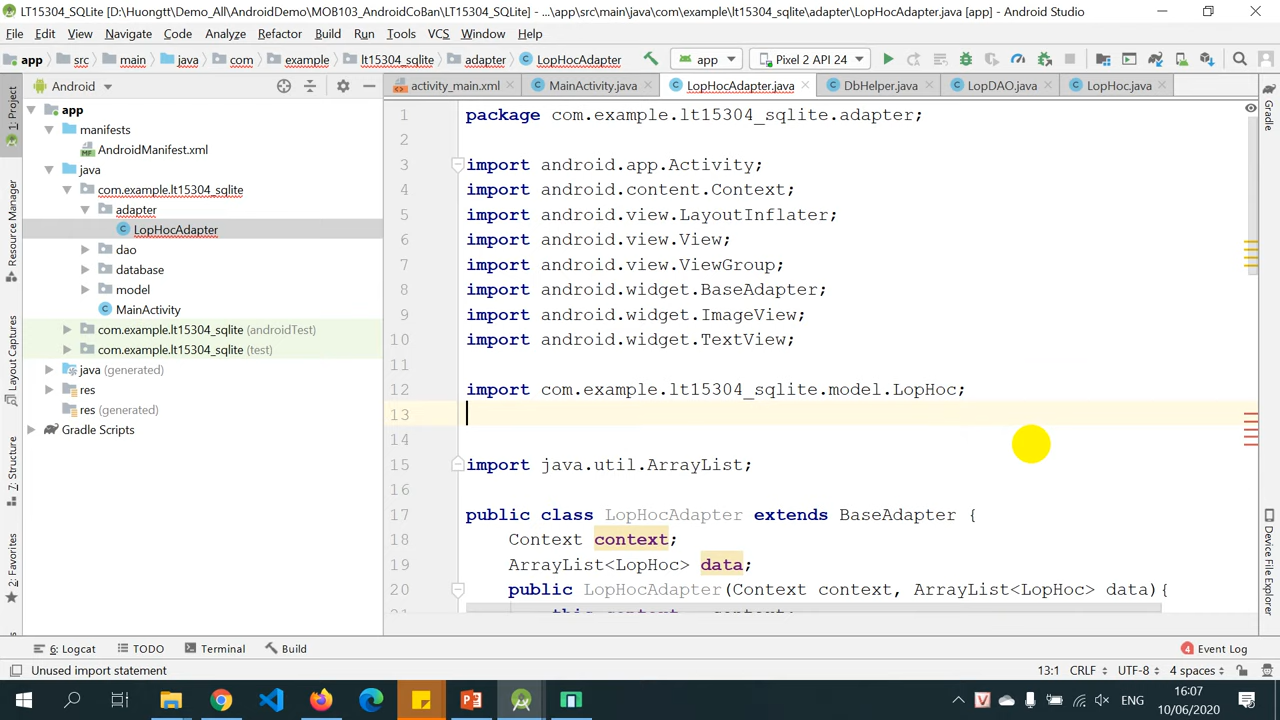 LT15304_SQLite [D:\Huongtt\Demo_All\AndroidDemo\MOB103_AndroidCoBan\LT15304_SQLite] - ...\app\src\main\java\com\example\lt15304_sqlite\adapter\LopHocAdapter.java [app] - Android Studio
File Edit View Navigate Code Analyze Refactor Build Run Tools VCS Window Help
app src main java com example lt15304_sqlite adapter LopHocAdapter app Pixel 2 API 24
Android activity_main.xml MainActivity.java LopHocAdapter.java DbHelper.java LopDAO.java LopHoc.java
1: Project
Resource Manager
Layout Captures
7: Structure
2: Favorites
app
manifests
AndroidManifest.xml
java
com.example.lt15304_sqlite
adapter
LopHocAdapter
dao
database
model
MainActivity
com.example.lt15304_sqlite (androidTest)
com.example.lt15304_sqlite (test)
java (generated)
res
res (generated)
Gradle Scripts
1 package com.example.lt15304_sqlite.adapter;
2
3 import android.app.Activity;
4 import android.content.Context;
5 import android.view.LayoutInflater;
6 import android.view.View;
7 import android.view.ViewGroup;
8 import android.widget.BaseAdapter;
9 import android.widget.ImageView;
10 import android.widget.TextView;
11
12 import com.example.lt15304_sqlite.model.LopHoc;
13
14
15 import java.util.ArrayList;
16
17 public class LopHocAdapter extends BaseAdapter {
18 Context context;
19 ArrayList<LopHoc> data;
20 public LopHocAdapter(Context context, ArrayList<LopHoc> data){
Gradle
Device File Explorer
6: Logcat TODO Terminal Build 4 Event Log
Unused import statement 13:1 CRLF UTF-8 4 spaces
ENG 16:07
10/06/2020